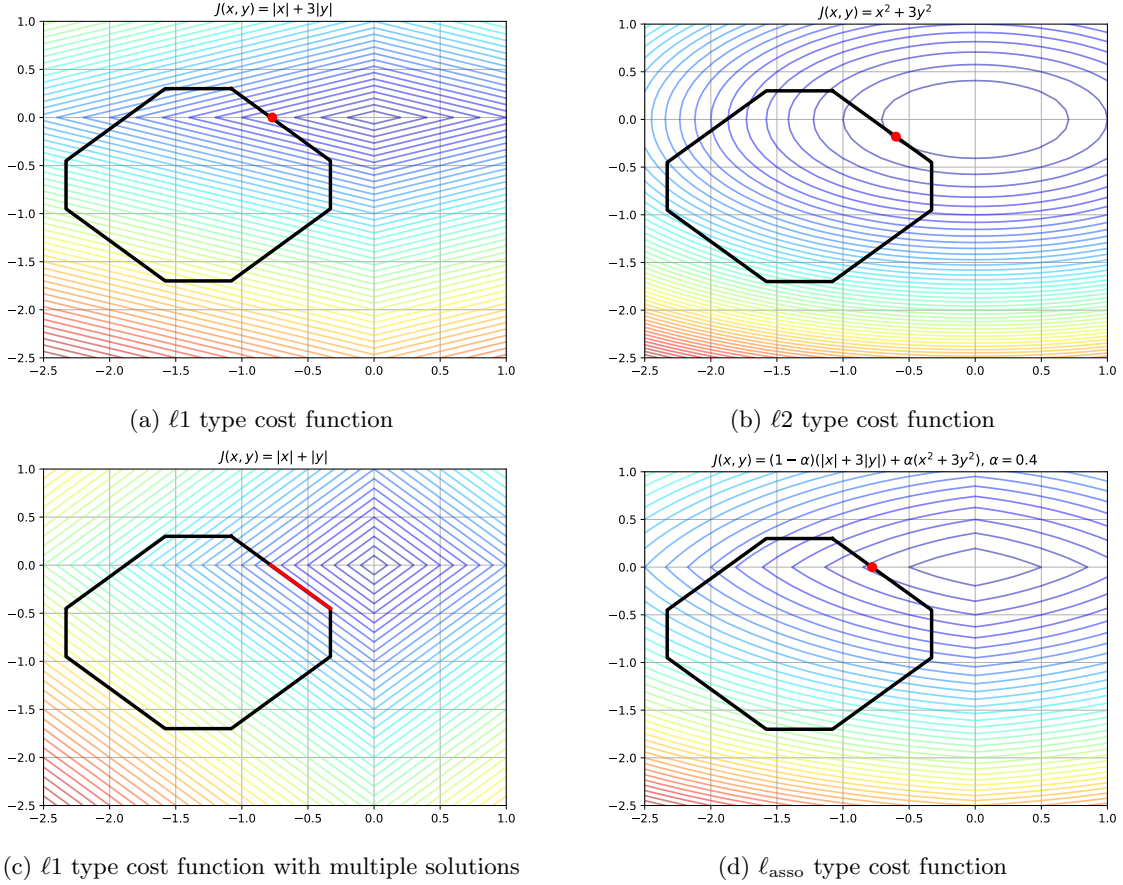 J(x, y) = |x| + 3|y|
1.0
0.5
0.0
−0.5
−1.0
−1.5
−2.0
−2.5
−2.5 −2.0 −1.5 −1.0 −0.5 0.0 0.5 1.0
(a) ℓ1 type cost function
J(x, y) = x² + 3y²
1.0
0.5
0.0
−0.5
−1.0
−1.5
−2.0
−2.5
−2.5 −2.0 −1.5 −1.0 −0.5 0.0 0.5 1.0
(b) ℓ2 type cost function
J(x, y) = |x| + |y|
1.0
0.5
0.0
−0.5
−1.0
−1.5
−2.0
−2.5
−2.5 −2.0 −1.5 −1.0 −0.5 0.0 0.5 1.0
(c) ℓ1 type cost function with multiple solutions
J(x, y) = (1 − α)(|x| + 3|y|) + α(x² + 3y²), α = 0.4
1.0
0.5
0.0
−0.5
−1.0
−1.5
−2.0
−2.5
−2.5 −2.0 −1.5 −1.0 −0.5 0.0 0.5 1.0
(d) ℓasso type cost function